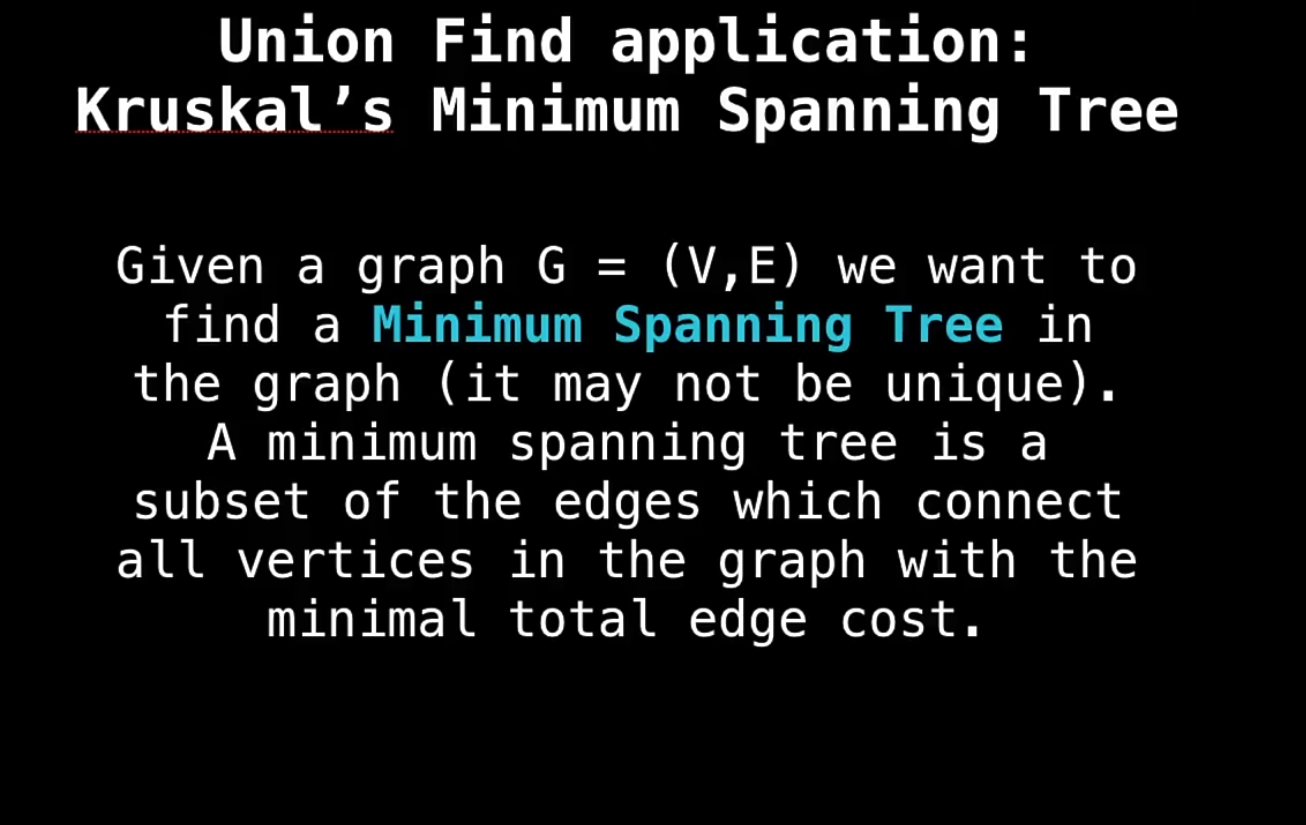 Union Find application:
Kruskal’s Minimum Spanning Tree
Given a graph G = (V,E) we want to
find a Minimum Spanning Tree in
the graph (it may not be unique).
A minimum spanning tree is a
subset of the edges which connect
all vertices in the graph with the
minimal total edge cost.